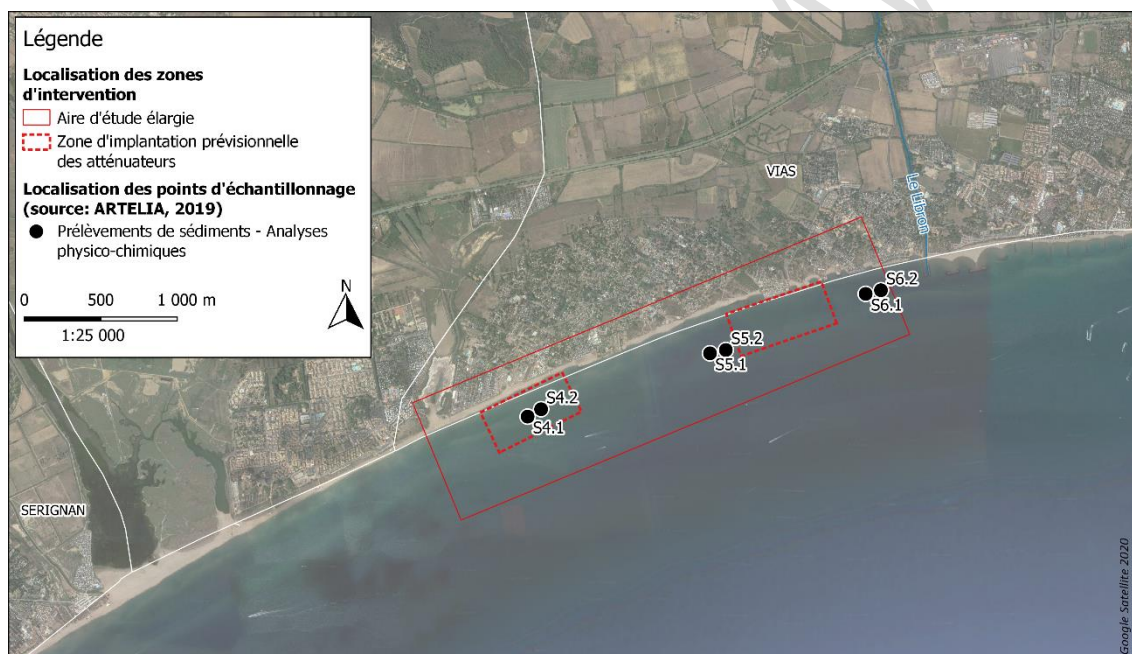 Légende
Localisation des zones
d'intervention
Aire d'étude élargie
Zone d'implantation prévisionnelle
des atténuateurs
Localisation des points d'échantillonnage
(source: ARTELIA, 2019)
Prélèvements de sédiments - Analyses
physico-chimiques
0 500 1 000 m
1:25 000
N
VIAS
Le Libron
S6.2
S6.1
S5.2
S5.1
S4.2
S4.1
SERIGNAN
Google Satellite 2020